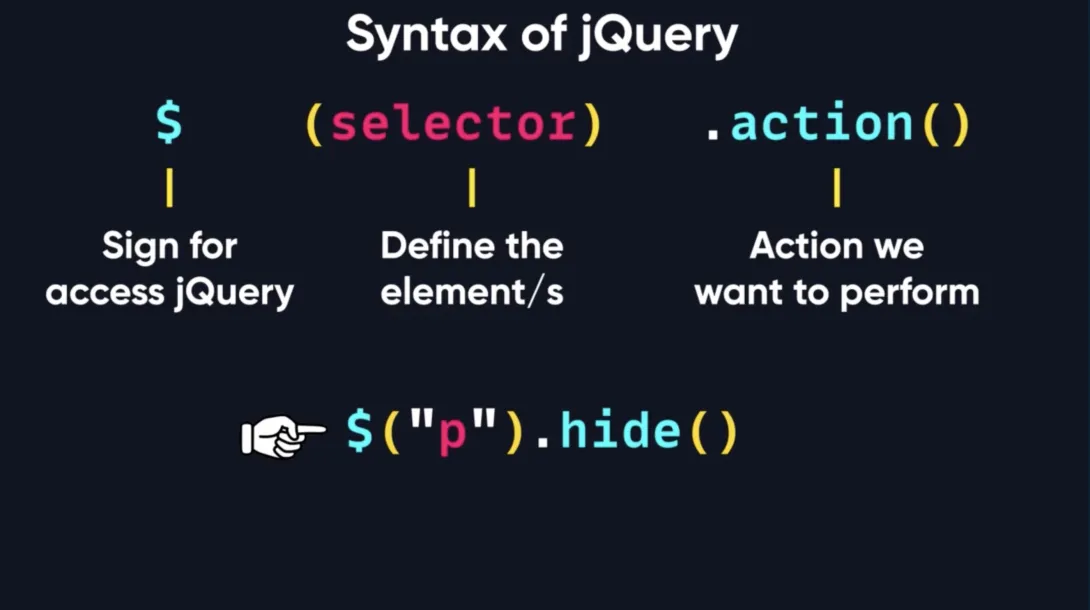 Syntax of jQuery
$ (selector) .action()
Sign for access jQuery
Define the element/s
Action we want to perform
$("p").hide()